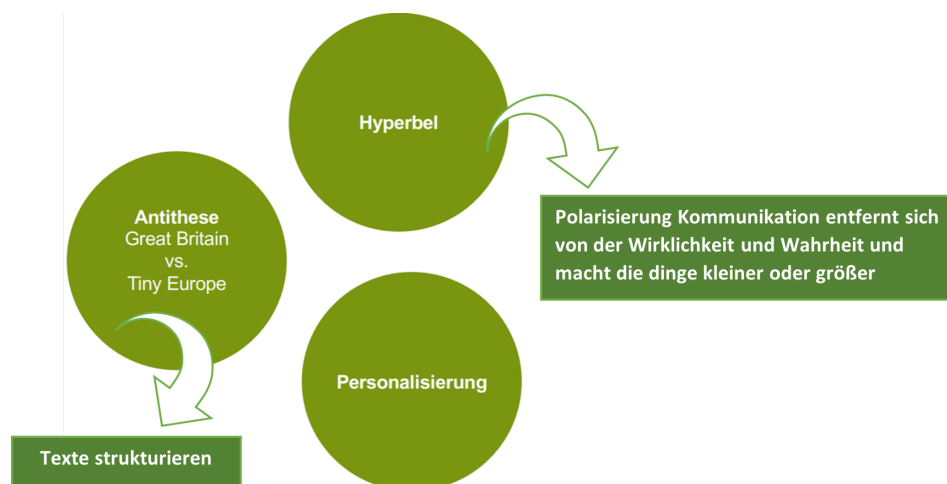 Hyperbel
Polarisierung Kommunikation entfernt sich
von der Wirklichkeit und Wahrheit und
macht die dinge kleiner oder größer
Antithese
Great Britain
vs.
Tiny Europe
Personalisierung
Texte strukturieren